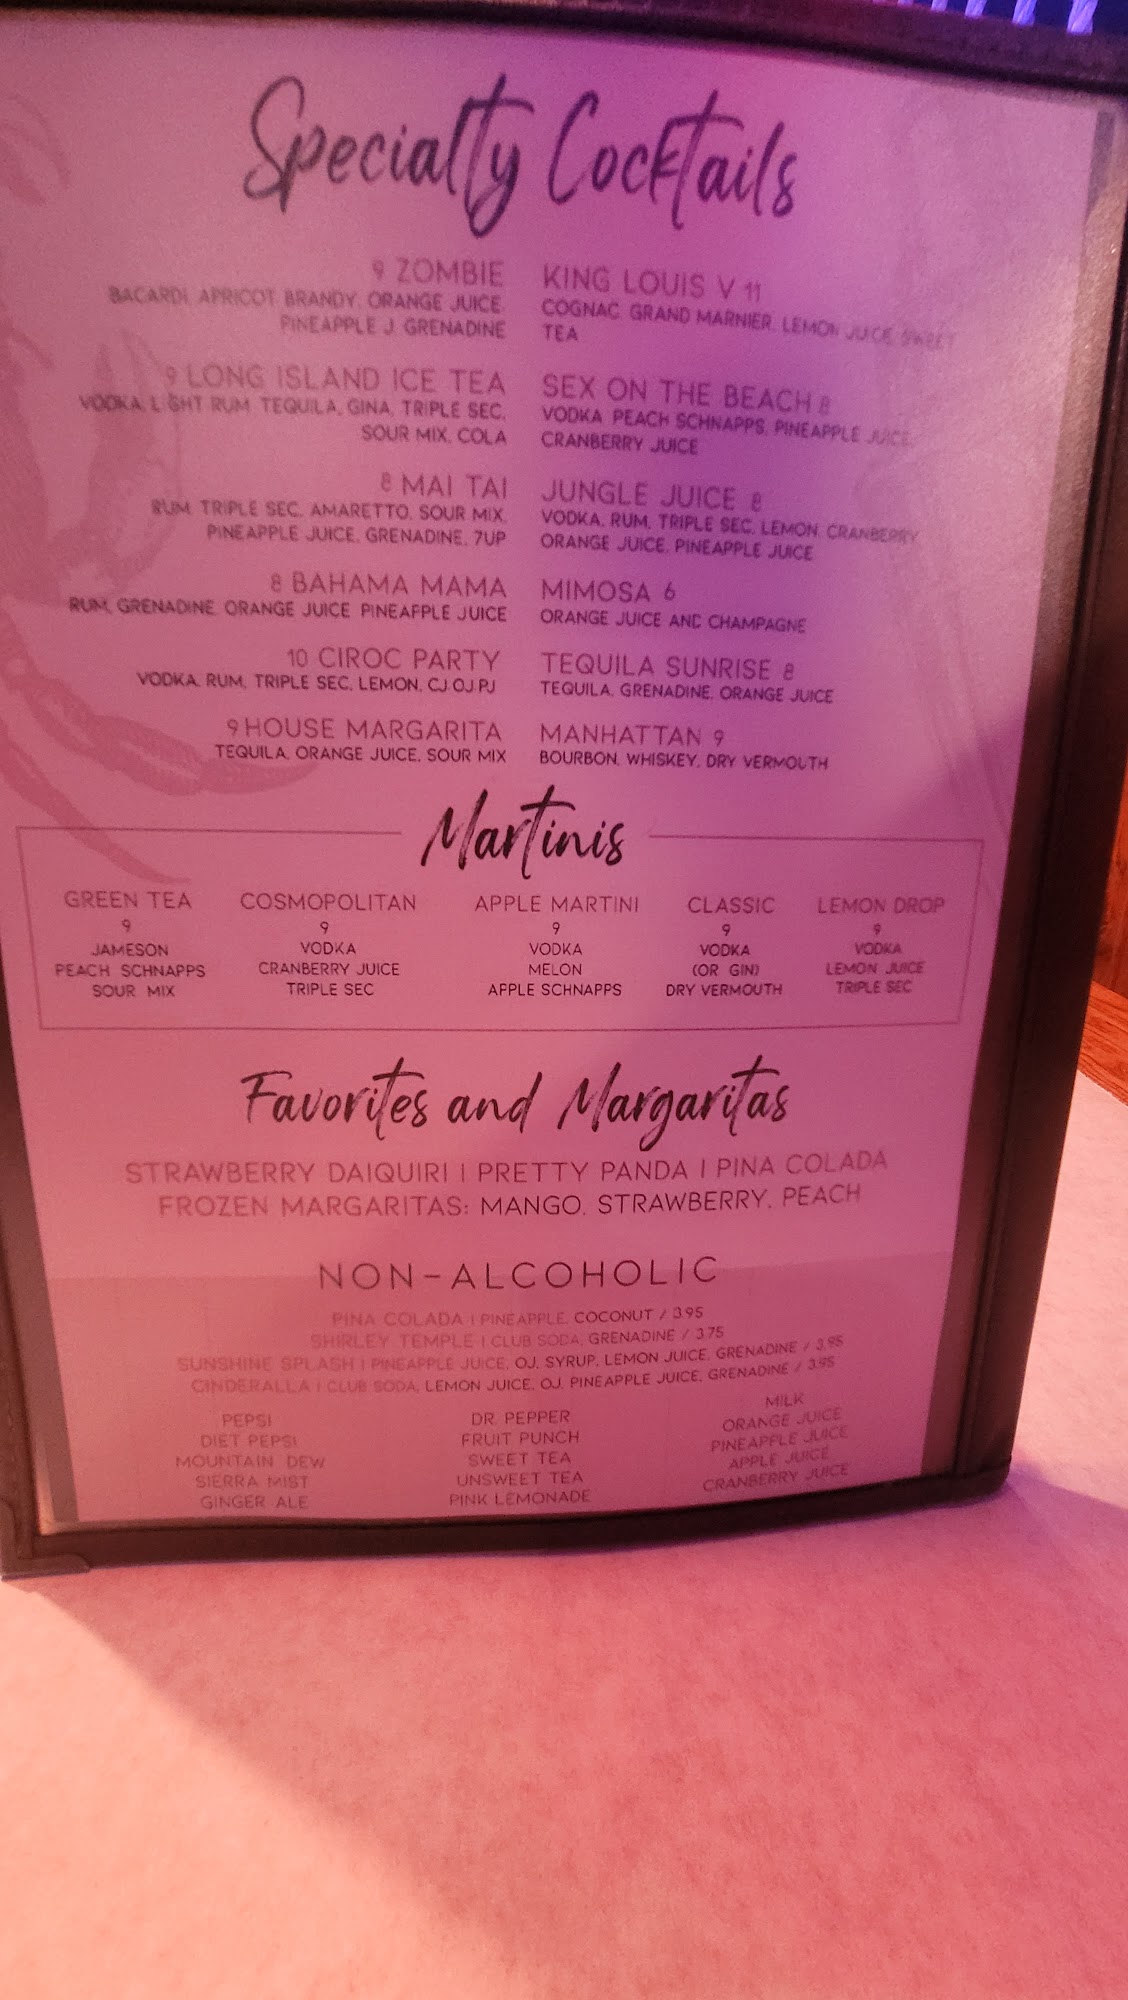 Specialty Cocktails
9 ZOMBIE
BACARDI, APRICOT BRANDY, ORANGE JUICE,
PINEAPPLE J, GRENADINE
9 LONG ISLAND ICE TEA
VODKA, LIGHT RUM, TEQUILA, GINA, TRIPLE SEC,
SOUR MIX, COLA
8 MAI TAI
RUM, TRIPLE SEC, AMARETTO, SOUR MIX,
PINEAPPLE JUICE, GRENADINE, 7UP
8 BAHAMA MAMA
RUM, GRENADINE, ORANGE JUICE, PINEAPPLE JUICE
10 CIROC PARTY
VODKA, RUM, TRIPLE SEC, LEMON, CJ OJ PJ
9 HOUSE MARGARITA
TEQUILA, ORANGE JUICE, SOUR MIX
KING LOUIS V 11
COGNAC, GRAND MARNIER, LEMON JUICE, SWEET
TEA
SEX ON THE BEACH 8
VODKA, PEACH SCHNAPPS, PINEAPPLE JUICE,
CRANBERRY JUICE
JUNGLE JUICE 8
VODKA, RUM, TRIPLE SEC, LEMON, CRANBERRY
ORANGE JUICE, PINEAPPLE JUICE
MIMOSA 6
ORANGE JUICE AND CHAMPAGNE
TEQUILA SUNRISE 8
TEQUILA, GRENADINE, ORANGE JUICE
MANHATTAN 9
BOURBON, WHISKEY, DRY VERMOUTH
Martinis
GREEN TEA
9
JAMESON
PEACH SCHNAPPS
SOUR MIX
COSMOPOLITAN
9
VODKA
CRANBERRY JUICE
TRIPLE SEC
APPLE MARTINI
9
VODKA
MELON
APPLE SCHNAPPS
CLASSIC
9
VODKA
(OR GIN)
DRY VERMOUTH
LEMON DROP
9
VODKA
LEMON JUICE
TRIPLE SEC
Favorites and Margaritas
STRAWBERRY DAIQUIRI | PRETTY PANDA | PINA COLADA
FROZEN MARGARITAS: MANGO, STRAWBERRY, PEACH
NON-ALCOHOLIC
PINA COLADA | PINEAPPLE, COCONUT / 3.95
SHIRLEY TEMPLE | CLUB SODA, GRENADINE / 3.75
SUNSHINE SPLASH | PINEAPPLE JUICE, OJ, SYRUP, LEMON JUICE, GRENADINE / 3.95
CINDERALLA | CLUB SODA, LEMON JUICE, OJ, PINEAPPLE JUICE, GRENADINE / 3.95
PEPSI
DIET PEPSI
MOUNTAIN DEW
SIERRA MIST
GINGER ALE
DR. PEPPER
FRUIT PUNCH
SWEET TEA
UNSWEET TEA
PINK LEMONADE
MILK
ORANGE JUICE
PINEAPPLE JUICE
APPLE JUICE
CRANBERRY JUICE